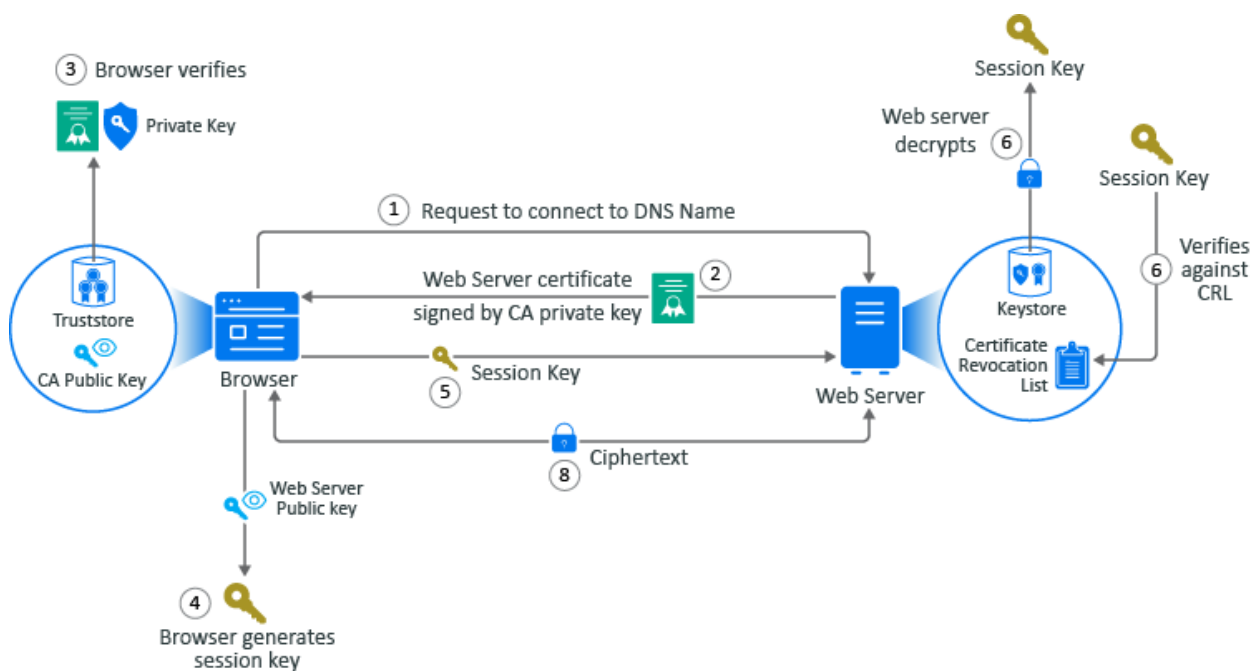 3 Browser verifies
Private Key
Truststore
CA Public Key
Browser
1 Request to connect to DNS Name
Web Server certificate 2
signed by CA private key
Session Key
5
Ciphertext
8
Web Server
Public key
4
Browser generates
session key
Web Server
Session Key
Web server
decrypts 6
Session Key
Verifies
6 against
CRL
Keystore
Certificate
Revocation
List